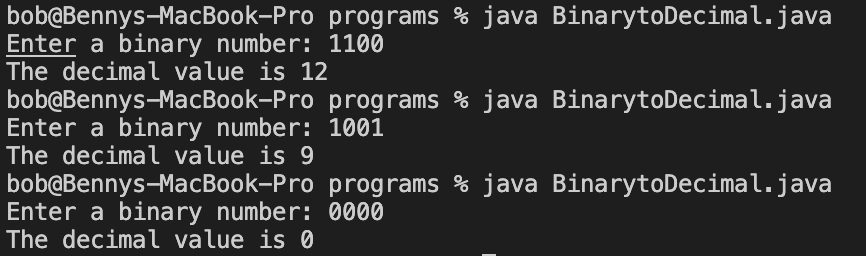 bob@Bennys-MacBook-Pro programs % java BinarytoDecimal.java
Enter a binary number: 1100
The decimal value is 12
bob@Bennys-MacBook-Pro programs % java BinarytoDecimal.java
Enter a binary number: 1001
The decimal value is 9
bob@Bennys-MacBook-Pro programs % java BinarytoDecimal.java
Enter a binary number: 0000
The decimal value is 0